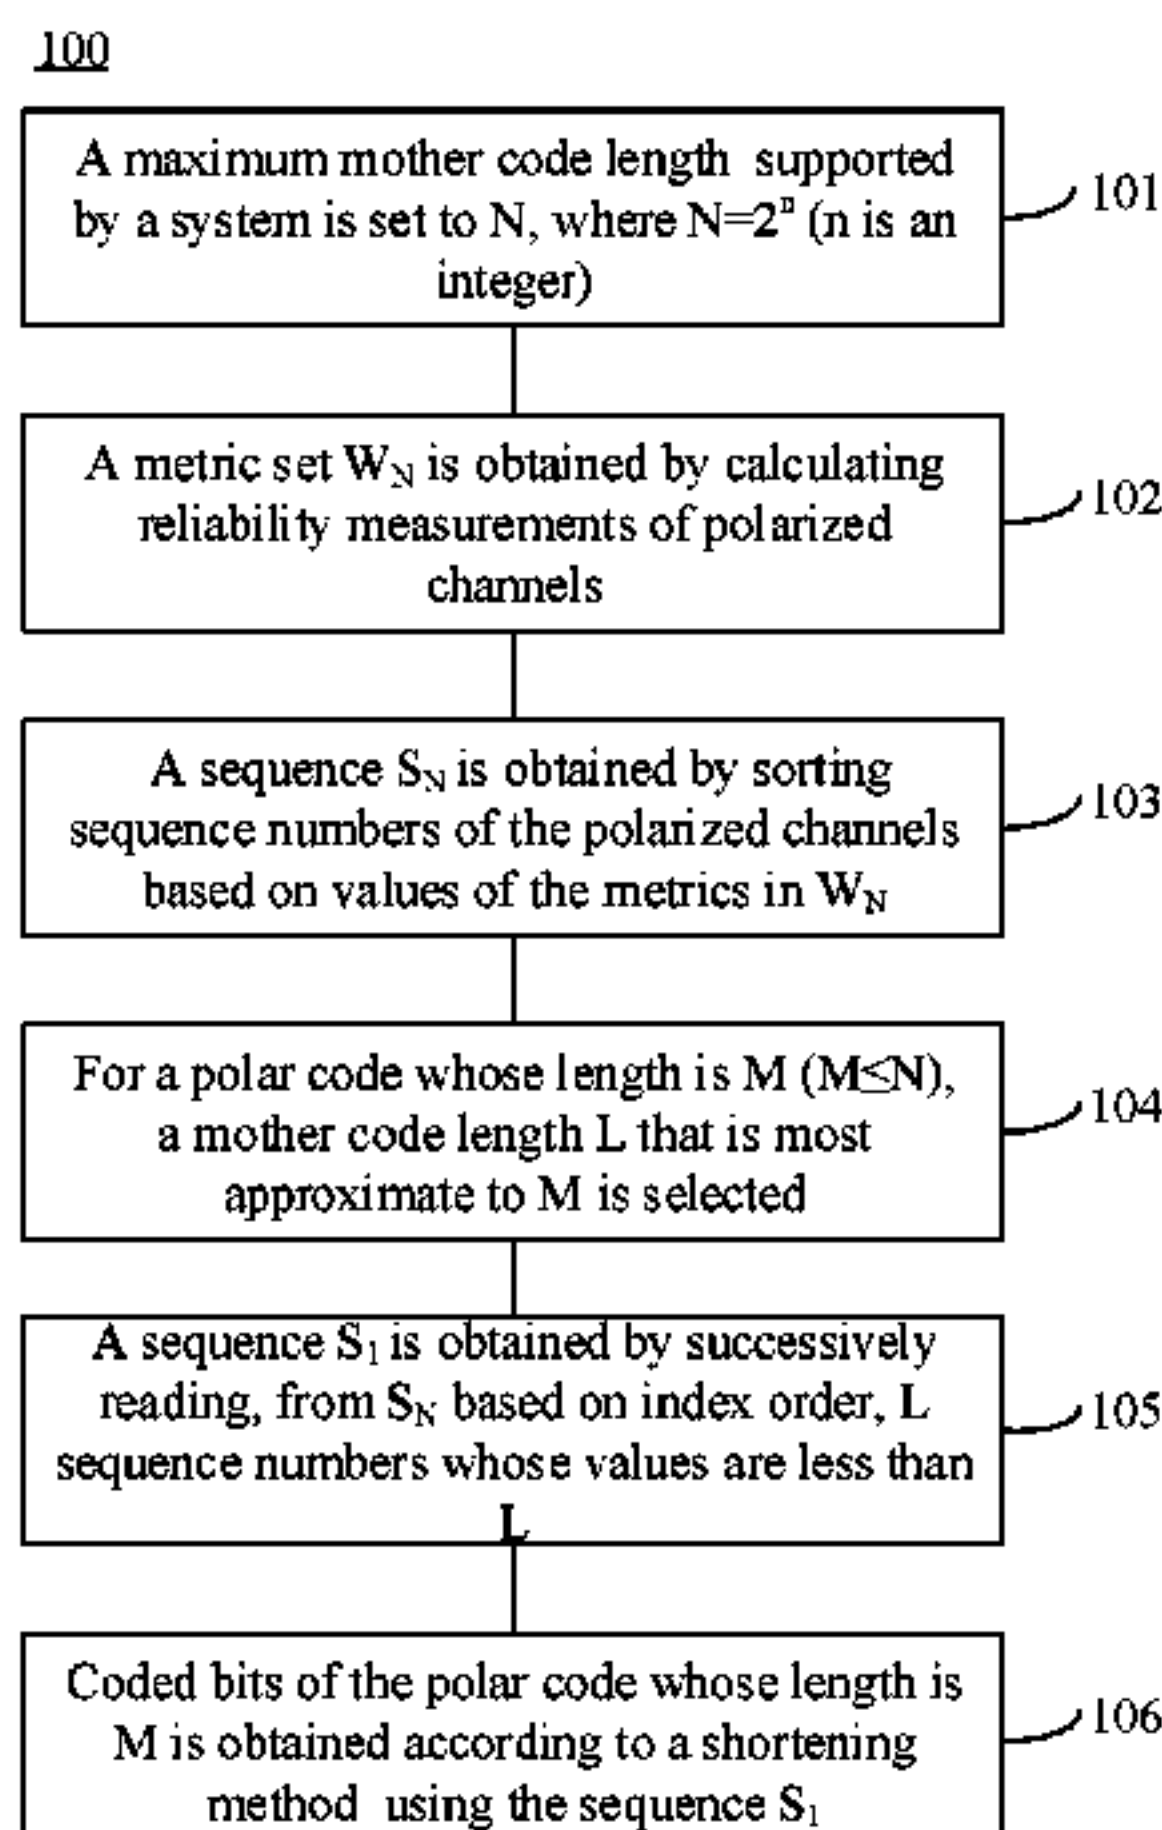 100
A maximum mother code length supported
by a system is set to N, where N=2ⁿ (n is an
integer)
101
A metric set W_N is obtained by calculating
reliability measurements of polarized
channels
102
A sequence S_N is obtained by sorting
sequence numbers of the polarized channels
based on values of the metrics in W_N
103
For a polar code whose length is M (M≤N),
a mother code length L that is most
approximate to M is selected
104
A sequence S₁ is obtained by successively
reading, from S_N based on index order, L
sequence numbers whose values are less than
L
105
Coded bits of the polar code whose length is
M is obtained according to a shortening
method using the sequence S₁
106